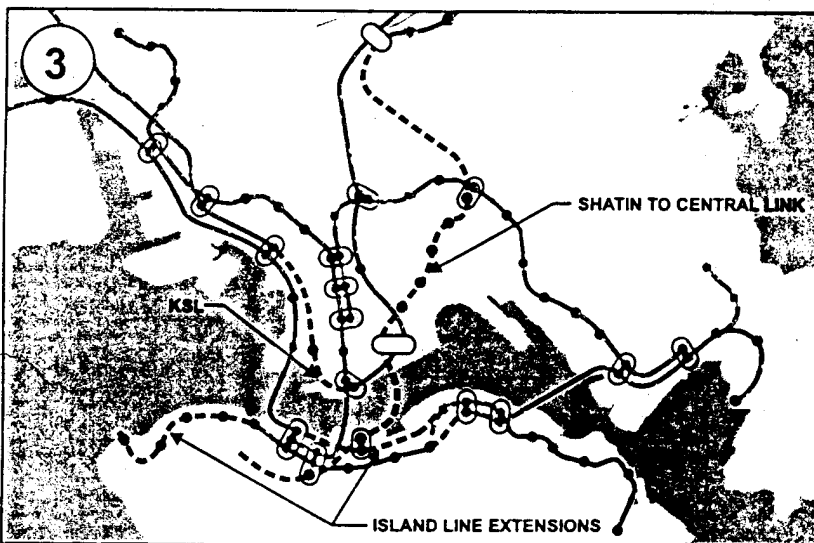 3
SHATIN TO CENTRAL LINK
KSL
ISLAND LINE EXTENSIONS